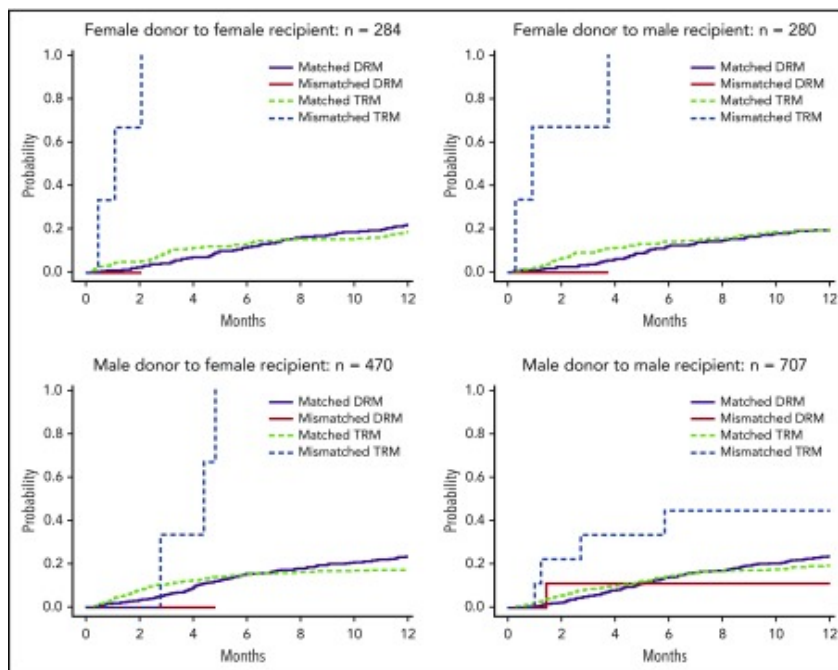 Female donor to female recipient: n = 284
1.0
0.8
0.6
0.4
0.2
0.0
Probability
Matched DRM
Mismatched DRM
Matched TRM
Mismatched TRM
0 2 4 6 8 10 12
Months
Female donor to male recipient: n = 280
1.0
0.8
0.6
0.4
0.2
0.0
Probability
Matched DRM
Mismatched DRM
Matched TRM
Mismatched TRM
0 2 4 6 8 10 12
Months
Male donor to female recipient: n = 470
1.0
0.8
0.6
0.4
0.2
0.0
Probability
Matched DRM
Mismatched DRM
Matched TRM
Mismatched TRM
0 2 4 6 8 10 12
Months
Male donor to male recipient: n = 707
1.0
0.8
0.6
0.4
0.2
0.0
Probability
Matched DRM
Mismatched DRM
Matched TRM
Mismatched TRM
0 2 4 6 8 10 12
Months